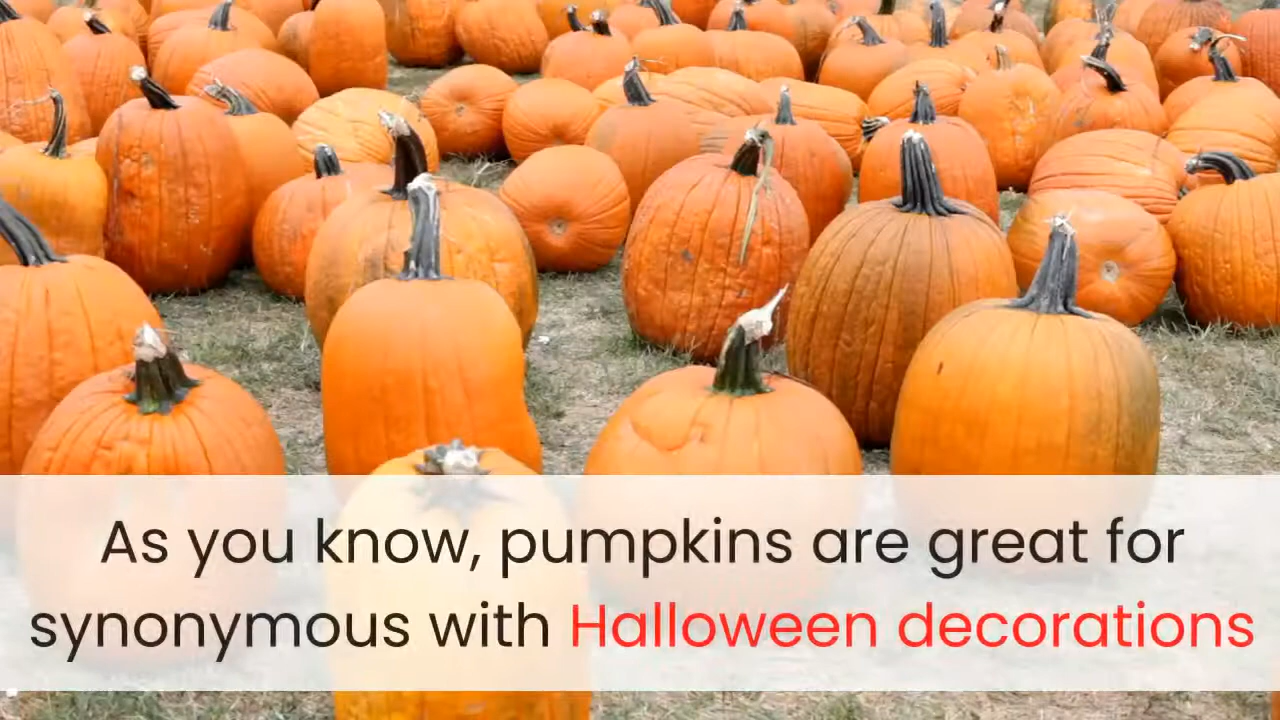 As you know, pumpkins are great for
synonymous with Halloween decorations